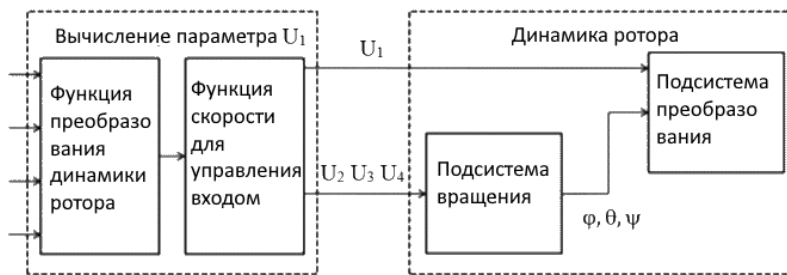 Вычисление параметра U₁
Функция
преобразо
вания
динамики
ротора
Функция
скорости
для
управления
входом
U₁
U₂ U₃ U₄
Динамика ротора
Подсистема
вращения
φ, θ, ψ
Подсистема
преобразо
вания